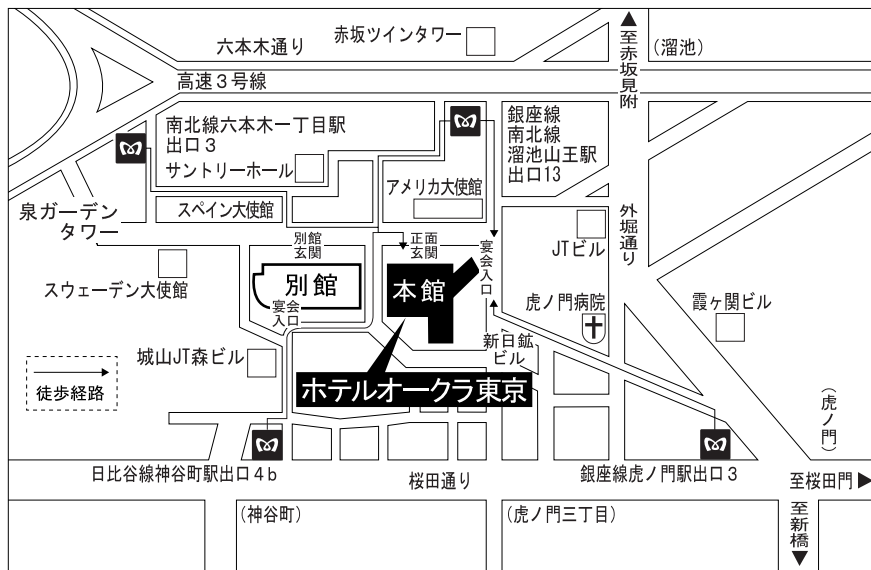 六本木通り
赤坂ツインタワー
至赤坂見附
(溜池)
高速3号線
南北線六本木一丁目駅
出口3
サントリーホール
銀座線
南北線
溜池山王駅
出口13
アメリカ大使館
泉ガーデン
タワー
スペイン大使館
別館
玄関
正面
玄関
宴会入口
JTビル
外堀通り
スウェーデン大使館
別館
宴会
入口
本館
虎ノ門病院
霞ヶ関ビル
新日鉱
ビル
城山JT森ビル
徒歩経路
ホテルオークラ東京
(虎ノ門)
日比谷線神谷町駅出口4b
桜田通り
銀座線虎ノ門駅出口3
至桜田門
(神谷町)
(虎ノ門三丁目)
至新橋